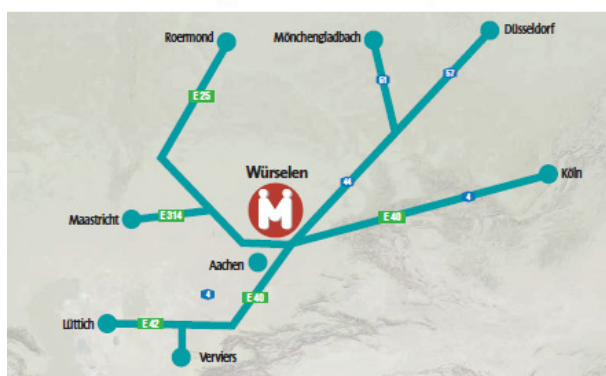 Düsseldorf
Roermond
Mönchengladbach
61
57
E 25
Würselen
M
44
Köln
4
Maastricht
E 314
E 40
Aachen
4
E 40
Lüttich
E 42
Verviers